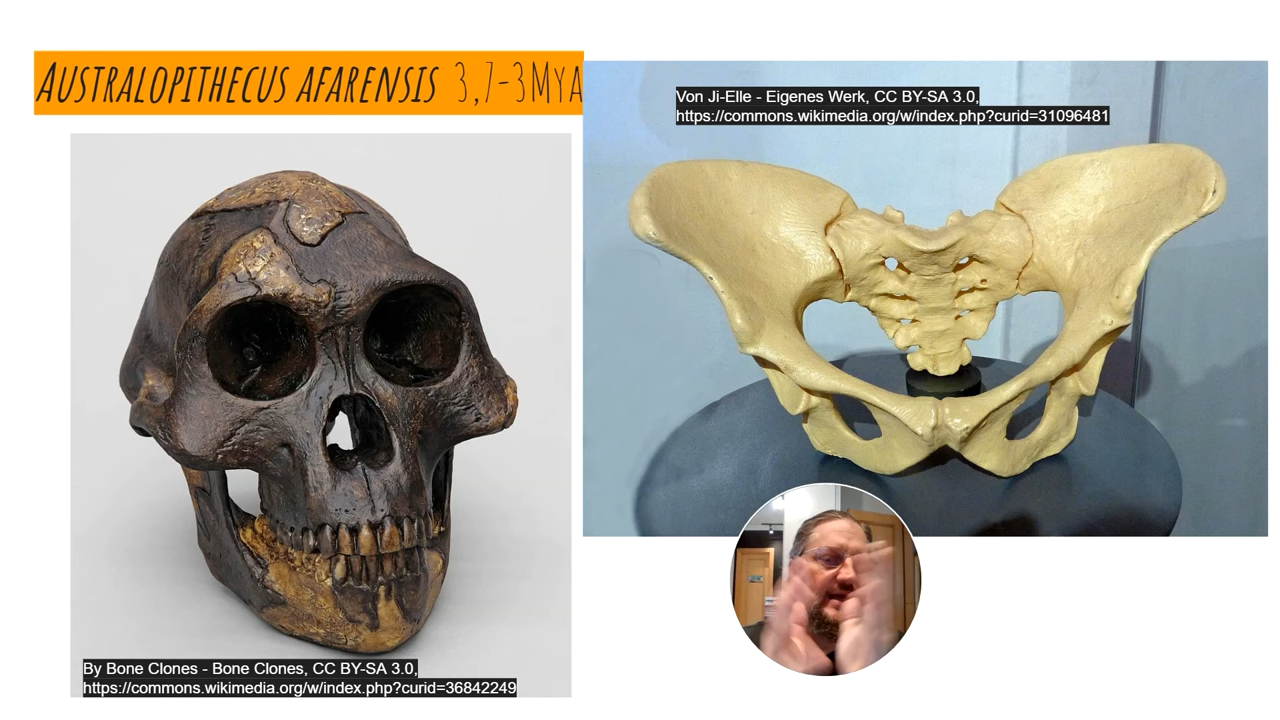 AUSTRALOPITHECUS AFARENSIS 3,7-3MYA
Von Ji-Elle - Eigenes Werk, CC BY-SA 3.0,
https://commons.wikimedia.org/w/index.php?curid=31096481
By Bone Clones - Bone Clones, CC BY-SA 3.0,
https://commons.wikimedia.org/w/index.php?curid=36842249